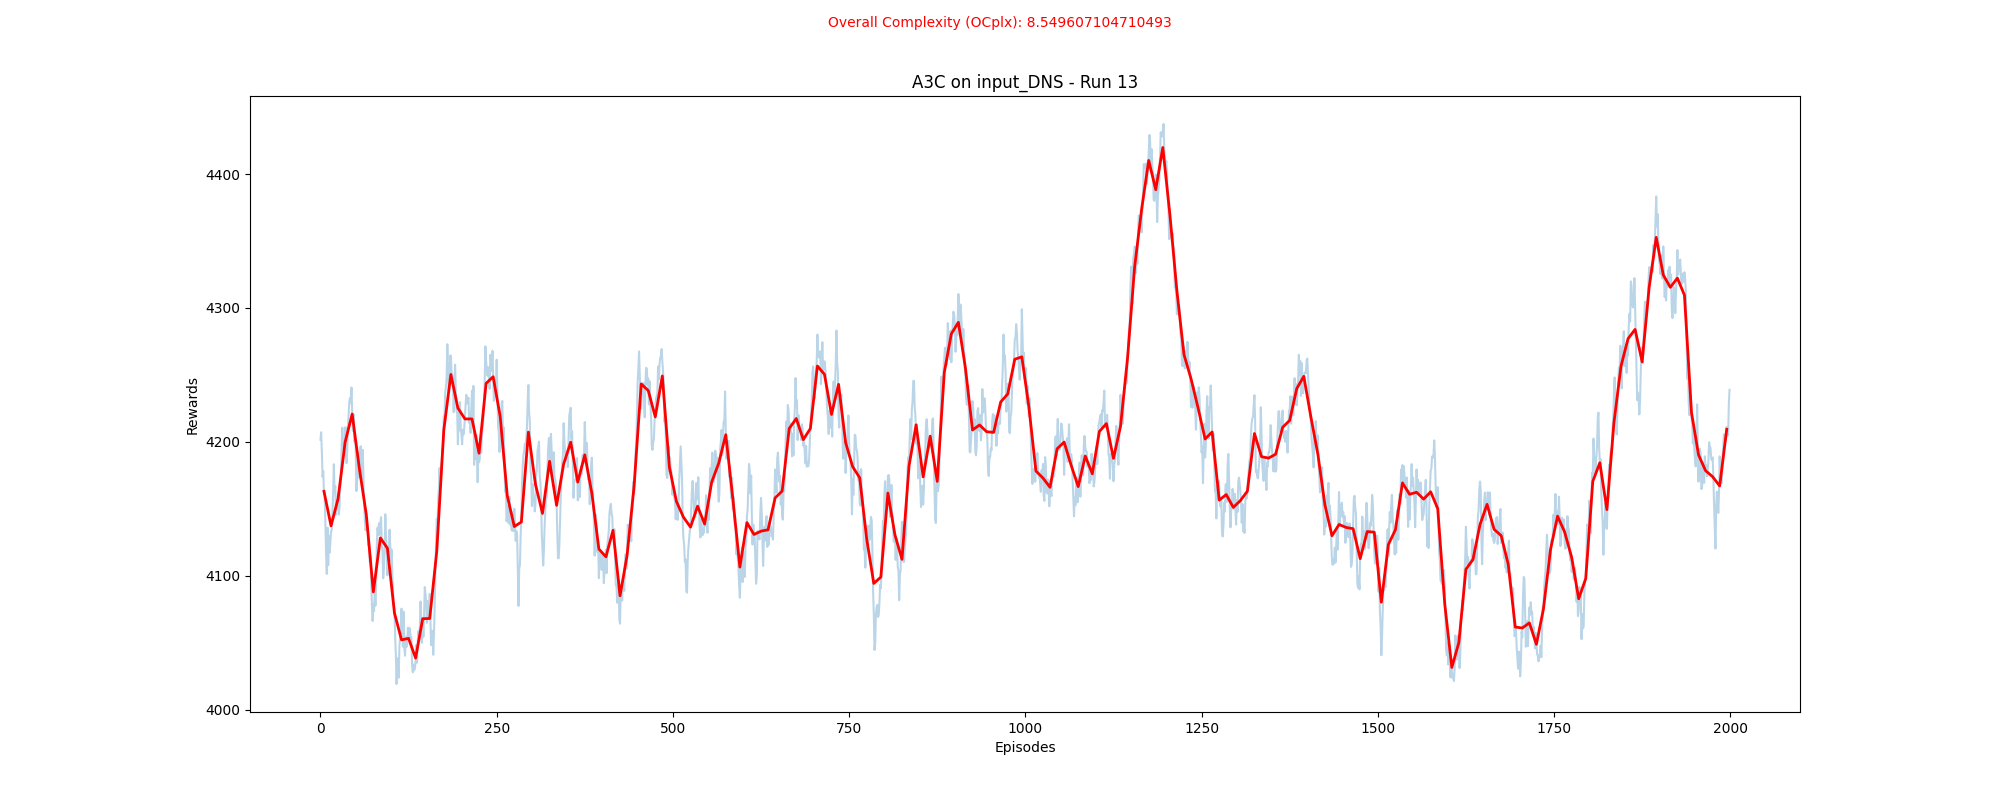 Overall Complexity (OCplx): 8.549607104710493
A3C on input_DNS - Run 13
Rewards
4400
4300
4200
4100
4000
0 250 500 750 1000 1250 1500 1750 2000
Episodes